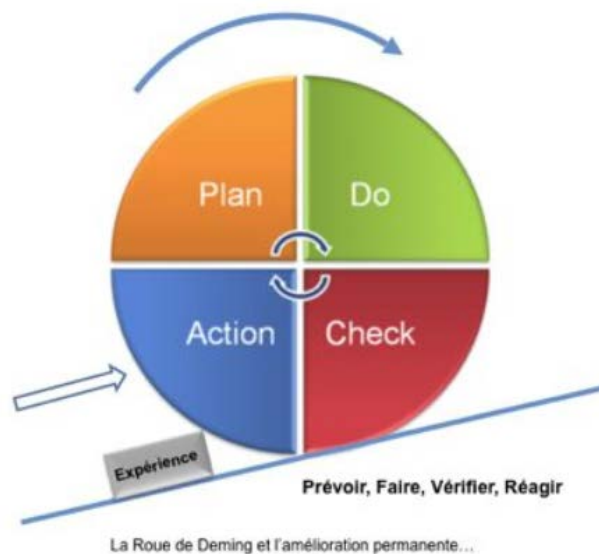 Plan
Do
Action
Check
Expérience
Prévoir, Faire, Vérifier, Réagir
La Roue de Deming et l'amélioration permanente...